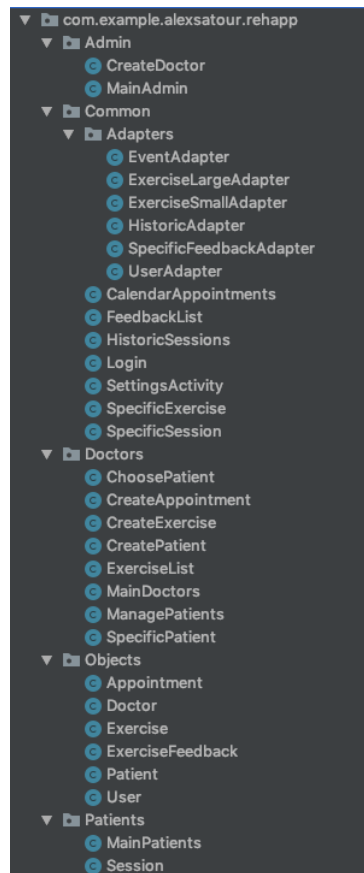 com.example.alexsatour.rehapp
Admin
CreateDoctor
MainAdmin
Common
Adapters
EventAdapter
ExerciseLargeAdapter
ExerciseSmallAdapter
HistoricAdapter
SpecificFeedbackAdapter
UserAdapter
CalendarAppointments
FeedbackList
HistoricSessions
Login
SettingsActivity
SpecificExercise
SpecificSession
Doctors
ChoosePatient
CreateAppointment
CreateExercise
CreatePatient
ExerciseList
MainDoctors
ManagePatients
SpecificPatient
Objects
Appointment
Doctor
Exercise
ExerciseFeedback
Patient
User
Patients
MainPatients
Session